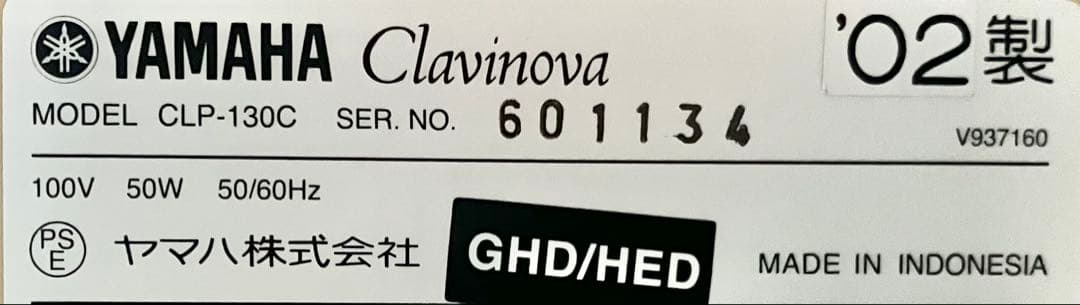 YAMAHA Clavinova '02製
MODEL CLP-130C SER. NO. 601134
V937160
100V 50W 50/60Hz
PSE ヤマハ株式会社
GHD/HED
MADE IN INDONESIA